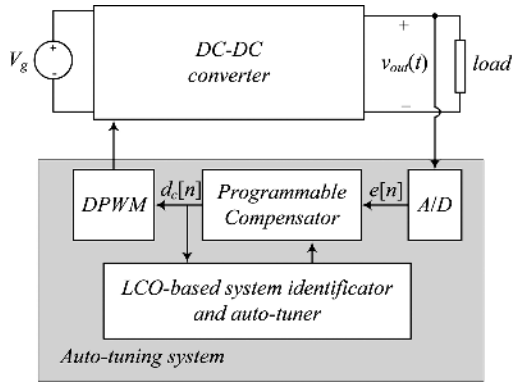 DC-DC
converter
V_g
+
-
+
v_out(t)
–
load
d_c[n]
e[n]
DPWM
Programmable
Compensator
A/D
LCO-based system identificator
and auto-tuner
Auto-tuning system